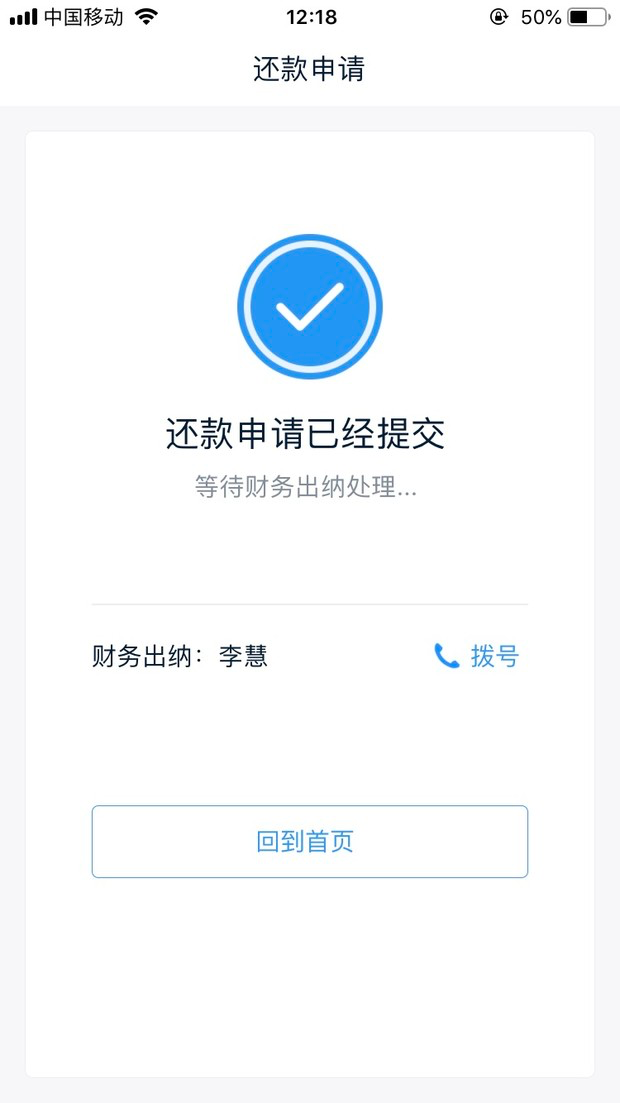 中国移动 12:18 50%
还款申请
还款申请已经提交
等待财务出纳处理...
财务出纳：李慧 拨号
回到首页